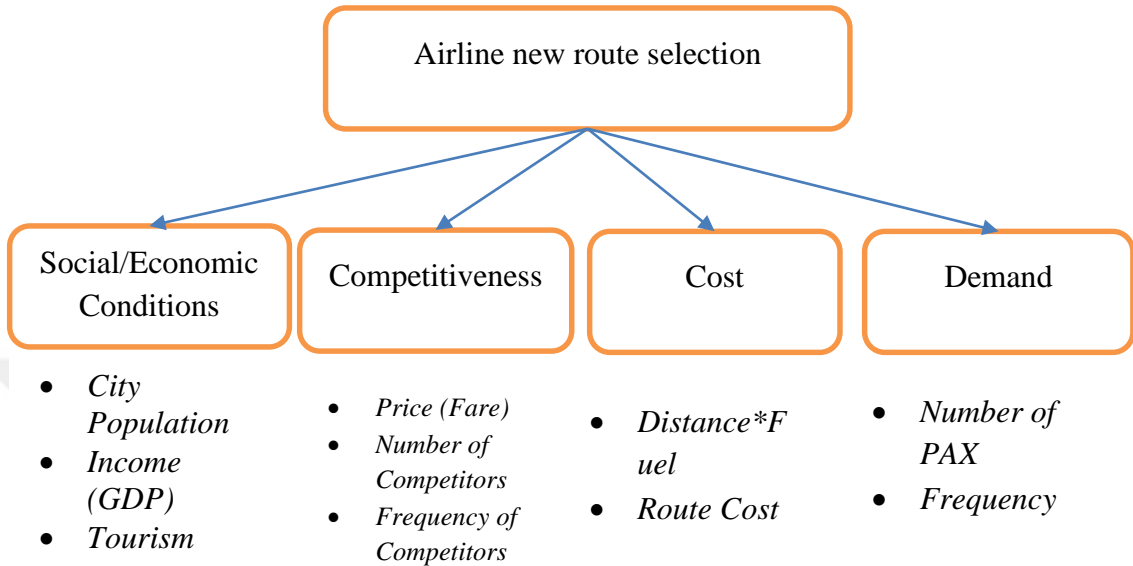 Airline new route selection
Social/Economic
Conditions
Competitiveness
Cost
Demand
• City
Population
• Income
(GDP)
• Tourism
• Price (Fare)
• Number of
Competitors
• Frequency of
Competitors
• Distance*F
uel
• Route Cost
• Number of
PAX
• Frequency